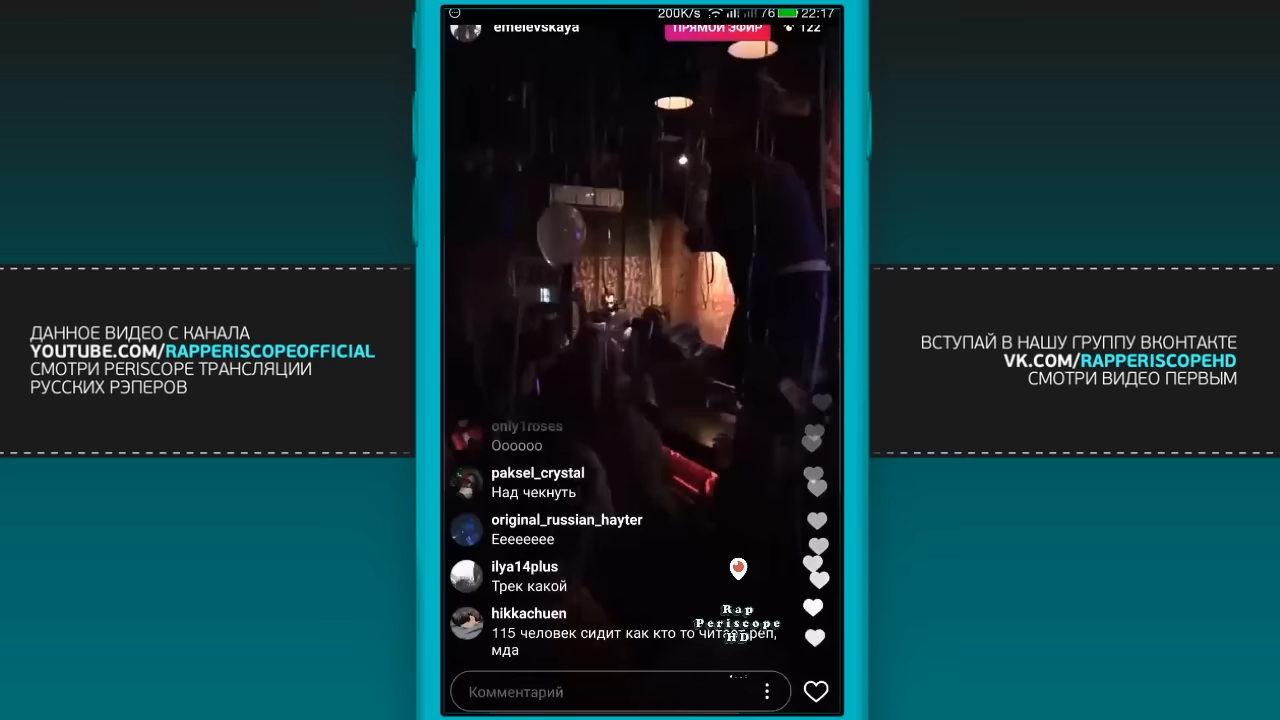 200K/s 76 22:17
emelevskaya ПРЯМОЙ ЭФИР 122
ДАННОЕ ВИДЕО С КАНАЛА
YOUTUBE.COM/RAPPERISCOPEOFFICIAL
СМОТРИ PERISCOPE ТРАНСЛЯЦИИ
РУССКИХ РЭПЕРОВ
ВСТУПАЙ В НАШУ ГРУППУ ВКОНТАКТЕ
VK.COM/RAPPERISCOPEHD
СМОТРИ ВИДЕО ПЕРВЫМ
only1roses
Оооооо
paksel_crystal
Над чекнуть
original_russian_hayter
Еееееееe
ilya14plus
Трек какой
hikkachuen
115 человек сидит как кто то читает реп,
мда
Rap
Periscope
HD
Комментарий